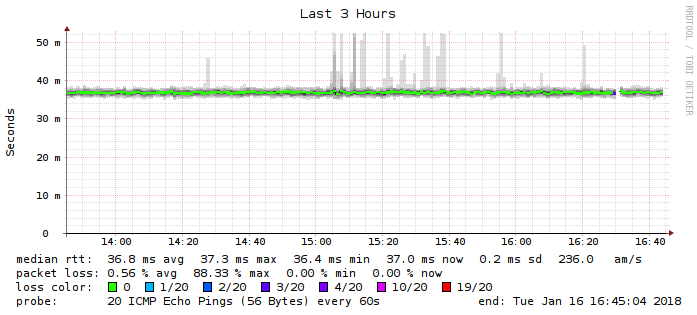 Last 3 Hours
RRDTOOL / TOBI OETIKER
Seconds
50 m
40 m
30 m
20 m
10 m
0
14:00 14:20 14:40 15:00 15:20 15:40 16:00 16:20 16:40
median rtt: 36.8 ms avg 37.3 ms max 36.4 ms min 37.0 ms now 0.2 ms sd 236.0 am/s
packet loss: 0.56 % avg 88.33 % max 0.00 % min 0.00 % now
loss color: 0 1/20 2/20 3/20 4/20 10/20 19/20
probe: 20 ICMP Echo Pings (56 Bytes) every 60s end: Tue Jan 16 16:45:04 2018